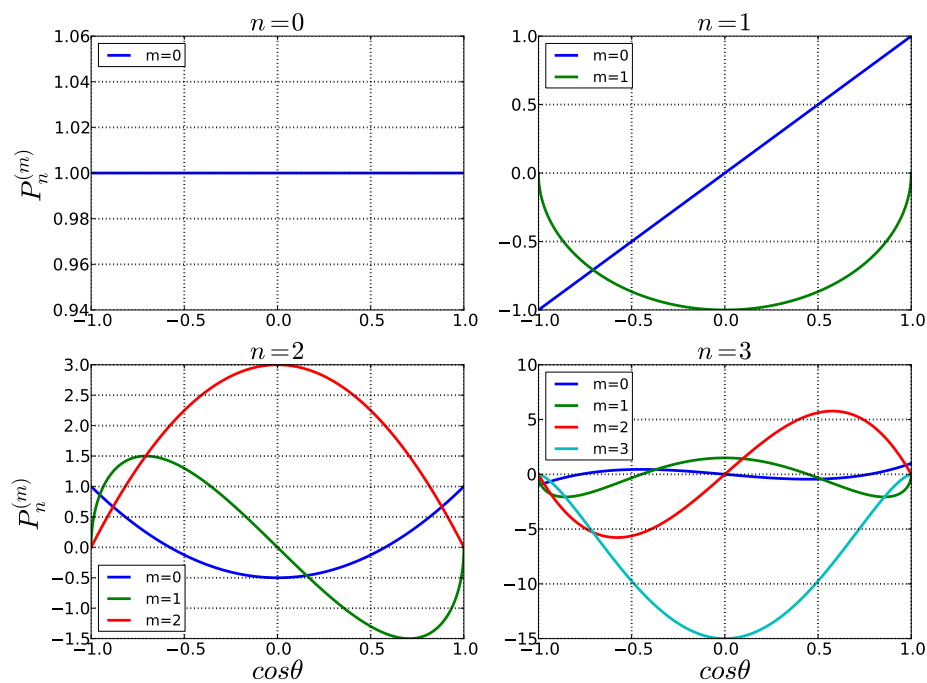 n=0
1.06
1.04
1.02
1.00
0.98
0.96
0.94
−1.0 −0.5 0.0 0.5 1.0
P_n^{(m)}
m=0
n=1
1.0
0.5
0.0
−0.5
−1.0
−1.0 −0.5 0.0 0.5 1.0
m=0
m=1
n=2
3.0
2.5
2.0
1.5
1.0
0.5
0.0
−0.5
−1.0
−1.5
−1.0 −0.5 0.0 0.5 1.0
P_n^{(m)}
cosθ
m=0
m=1
m=2
n=3
10
5
0
−5
−10
−15
−1.0 −0.5 0.0 0.5 1.0
cosθ
m=0
m=1
m=2
m=3